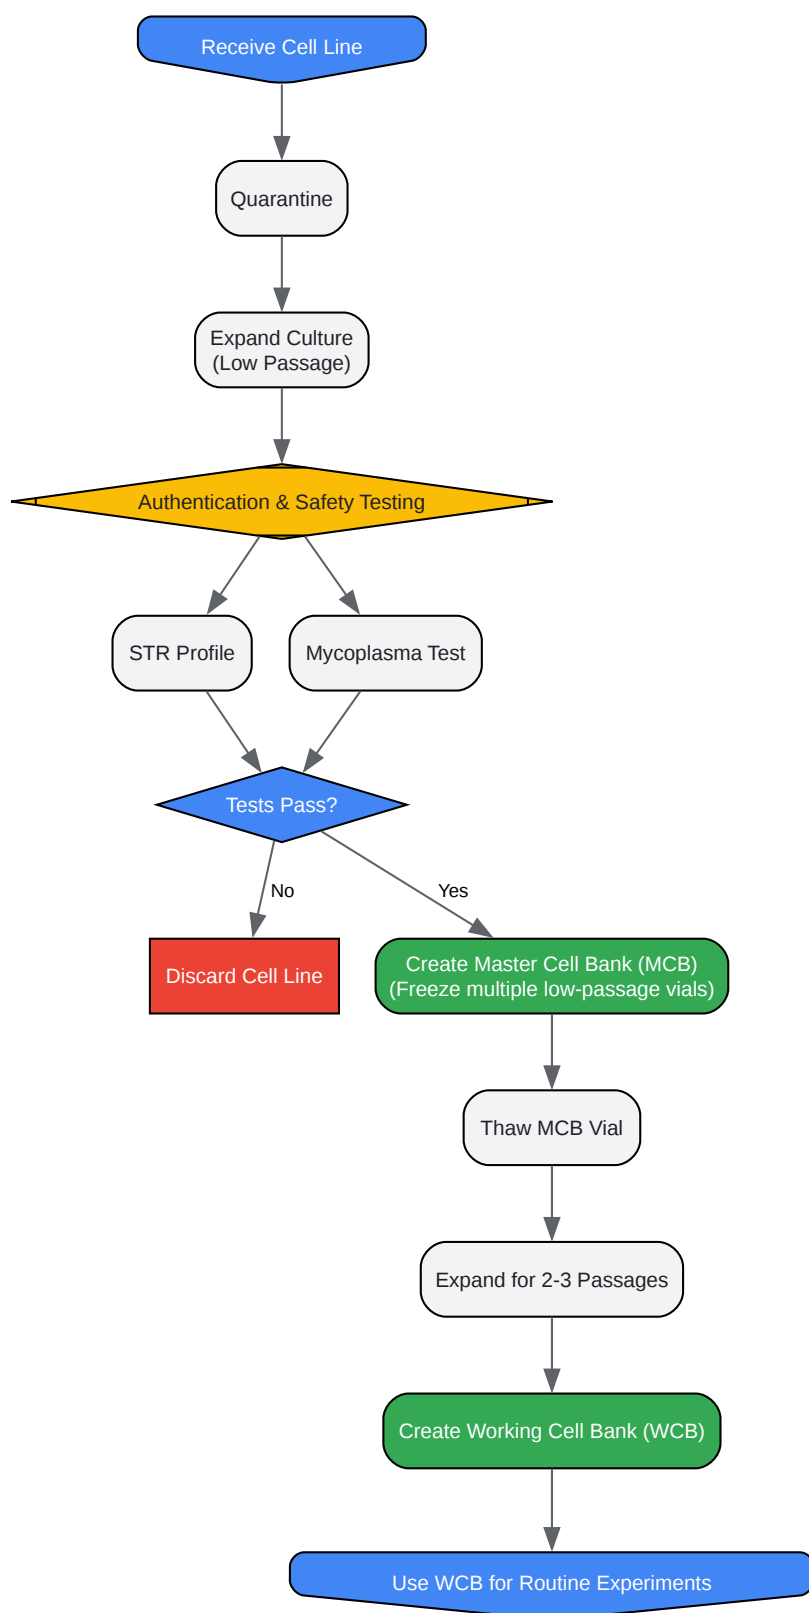 Receive Cell Line
Quarantine
Expand Culture
(Low Passage)
Authentication & Safety Testing
STR Profile
Mycoplasma Test
Tests Pass?
No
Yes
Discard Cell Line
Create Master Cell Bank (MCB)
(Freeze multiple low-passage vials)
Thaw MCB Vial
Expand for 2-3 Passages
Create Working Cell Bank (WCB)
Use WCB for Routine Experiments